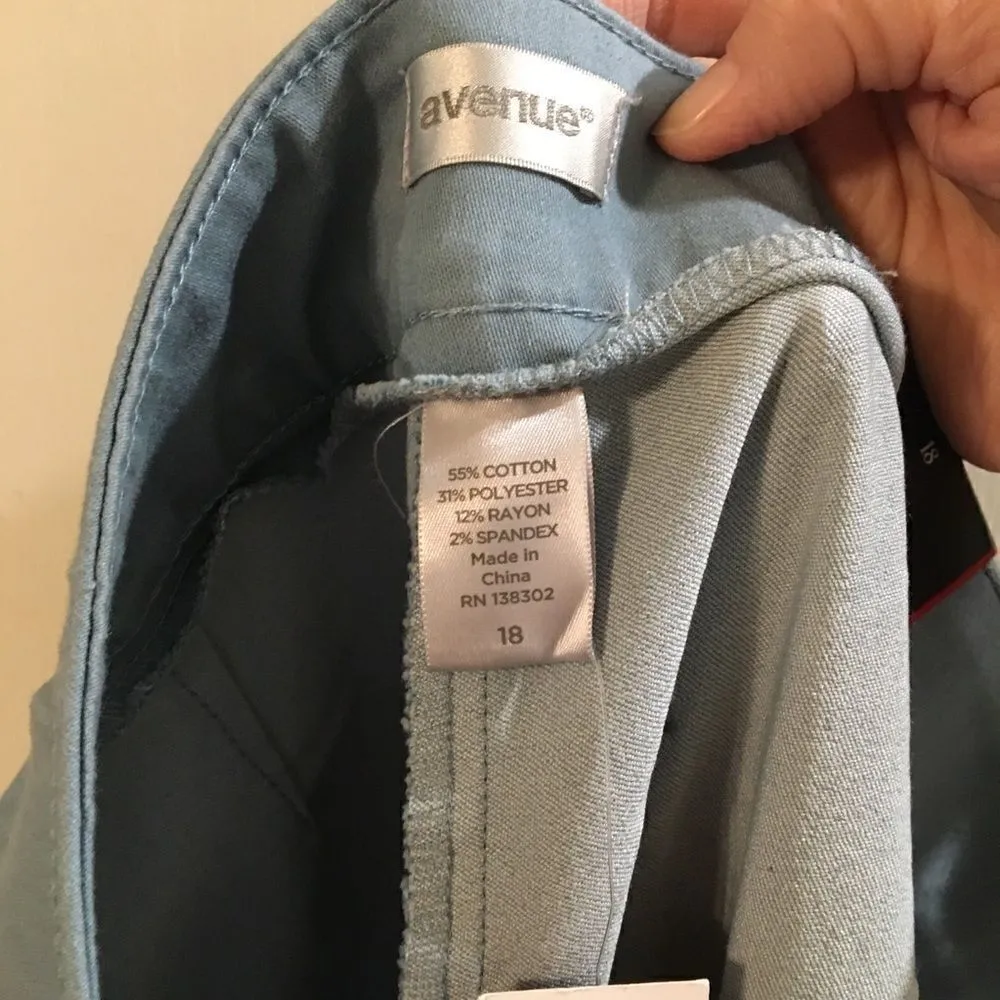 avenue®
55% COTTON
31% POLYESTER
12% RAYON
2% SPANDEX
Made in
China
RN 138302
18
18